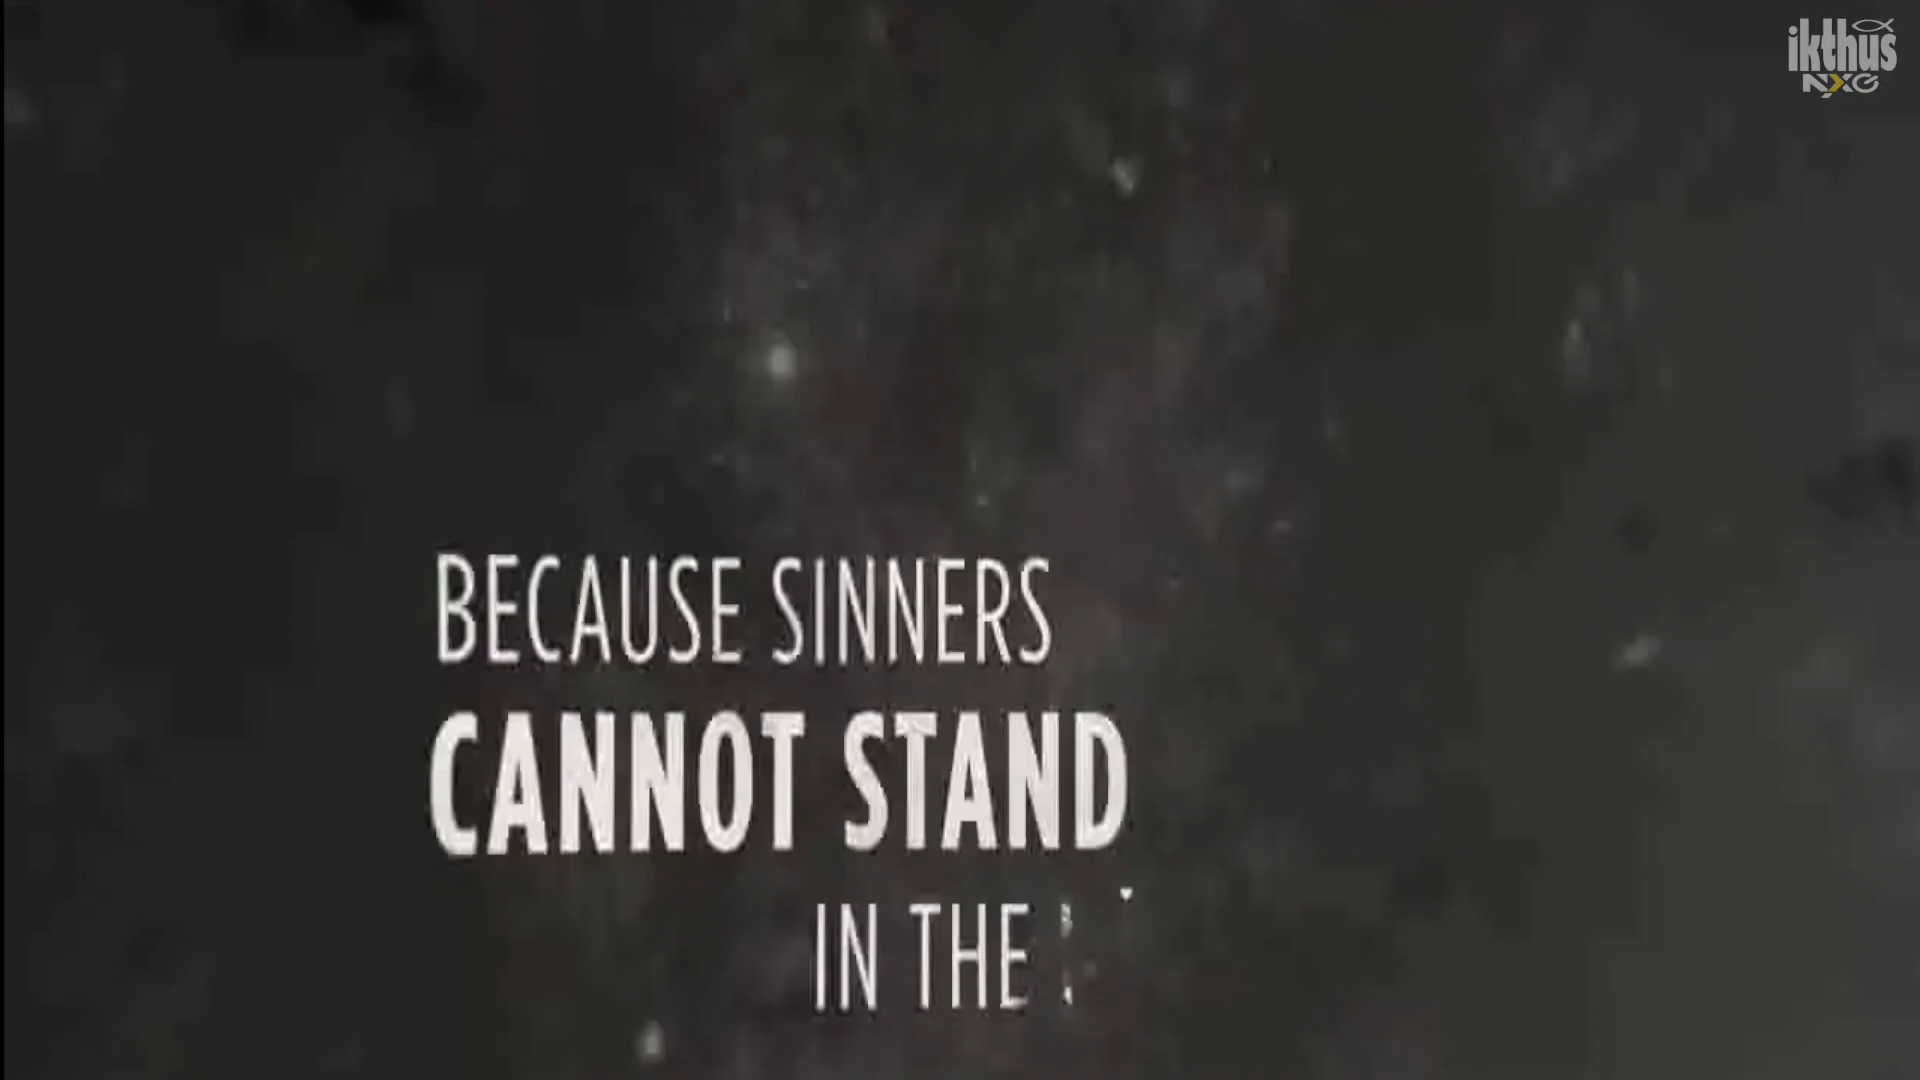 ikthus
NXG
BECAUSE SINNERS
CANNOT STAND
IN THE